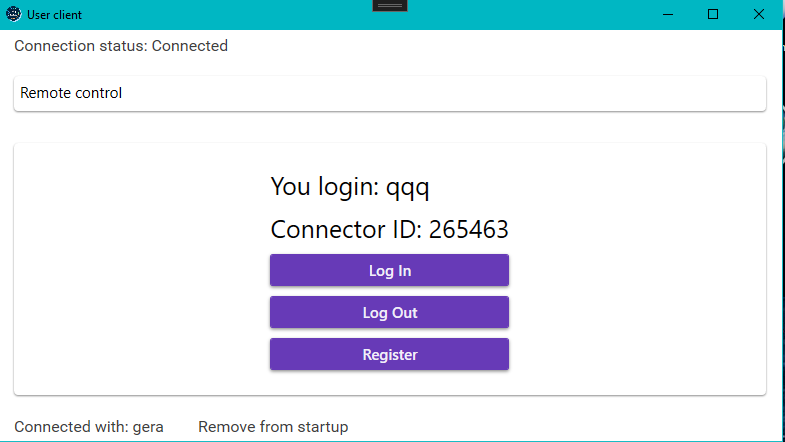 User client
Connection status: Connected
Remote control
You login: qqq
Connector ID: 265463
Log In
Log Out
Register
Connected with: gera Remove from startup